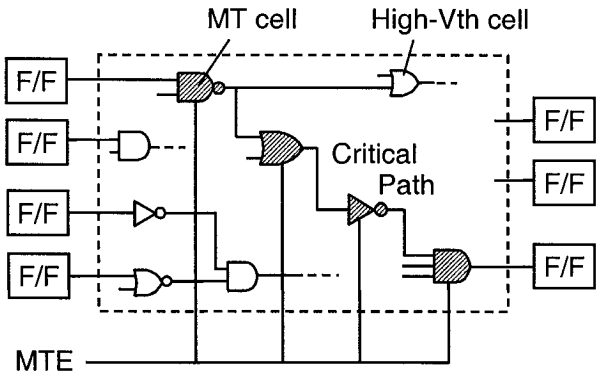 MT cell
High-Vth cell
F/F
F/F
F/F
F/F
F/F
F/F
F/F
Critical
Path
MTE